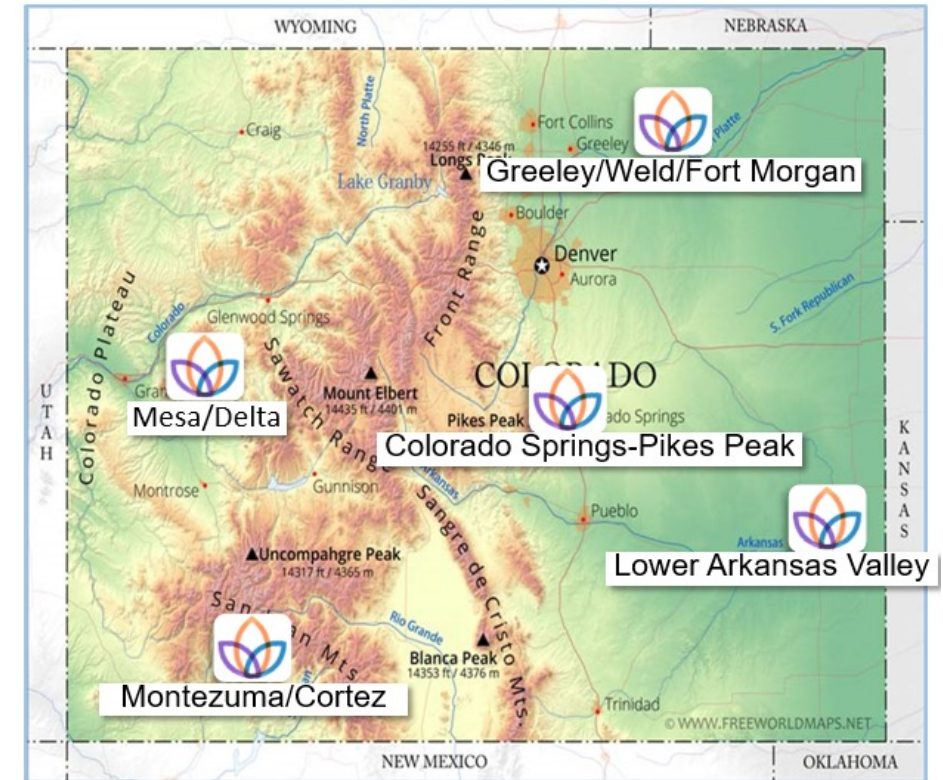 WYOMING
NEBRASKA
North Platte
Craig
Fort Collins
Greeley
Platte
14255 ft / 4346 m
Longs
Greeley/Weld/Fort Morgan
Lake Granby
Boulder
Denver
Aurora
Front Range
S. Fork Republican
Colorado Plateau
Colorado
Glenwood Springs
Sawatch Range
COLORADO
Mount Elbert
14435 ft / 4401 m
Mesa/Delta
Pikes Peak
Colorado Springs-Pikes Peak
UTAH
KANSAS
Montrose
Gunnison
Arkansas
Pueblo
Sangre de Cristo Mts.
Arkansas
Lower Arkansas Valley
Uncompahgre Peak
14317 ft / 4365 m
Rio Grande
Mts.
Blanca Peak
14353 ft / 4376 m
Montezuma/Cortez
Trinidad
© WWW.FREEWORLDMAPS.NET
NEW MEXICO
OKLAHOMA